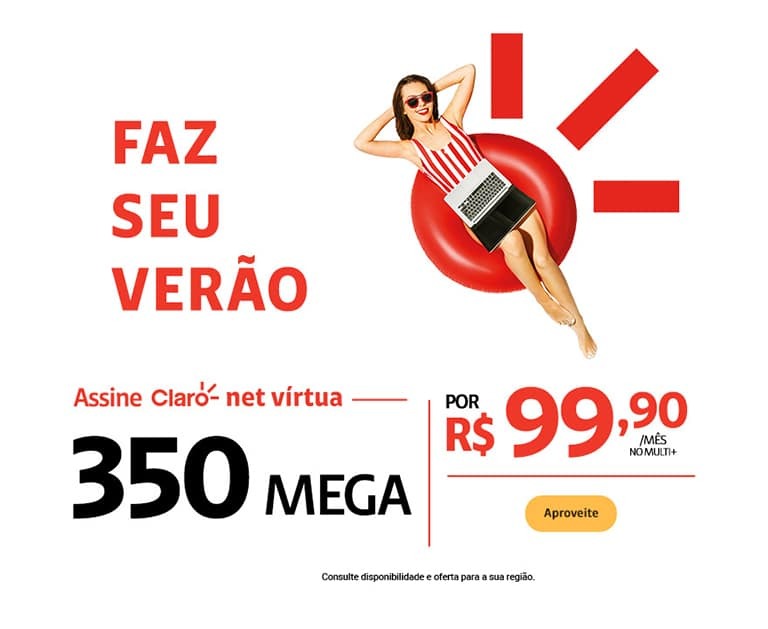 FAZ
SEU
VERÃO
Assine Claro- net vírtua
350 MEGA
POR
R$ 99,90
/MÊS
NO MULTI+
Aproveite
Consulte disponibilidade e oferta para a sua região.